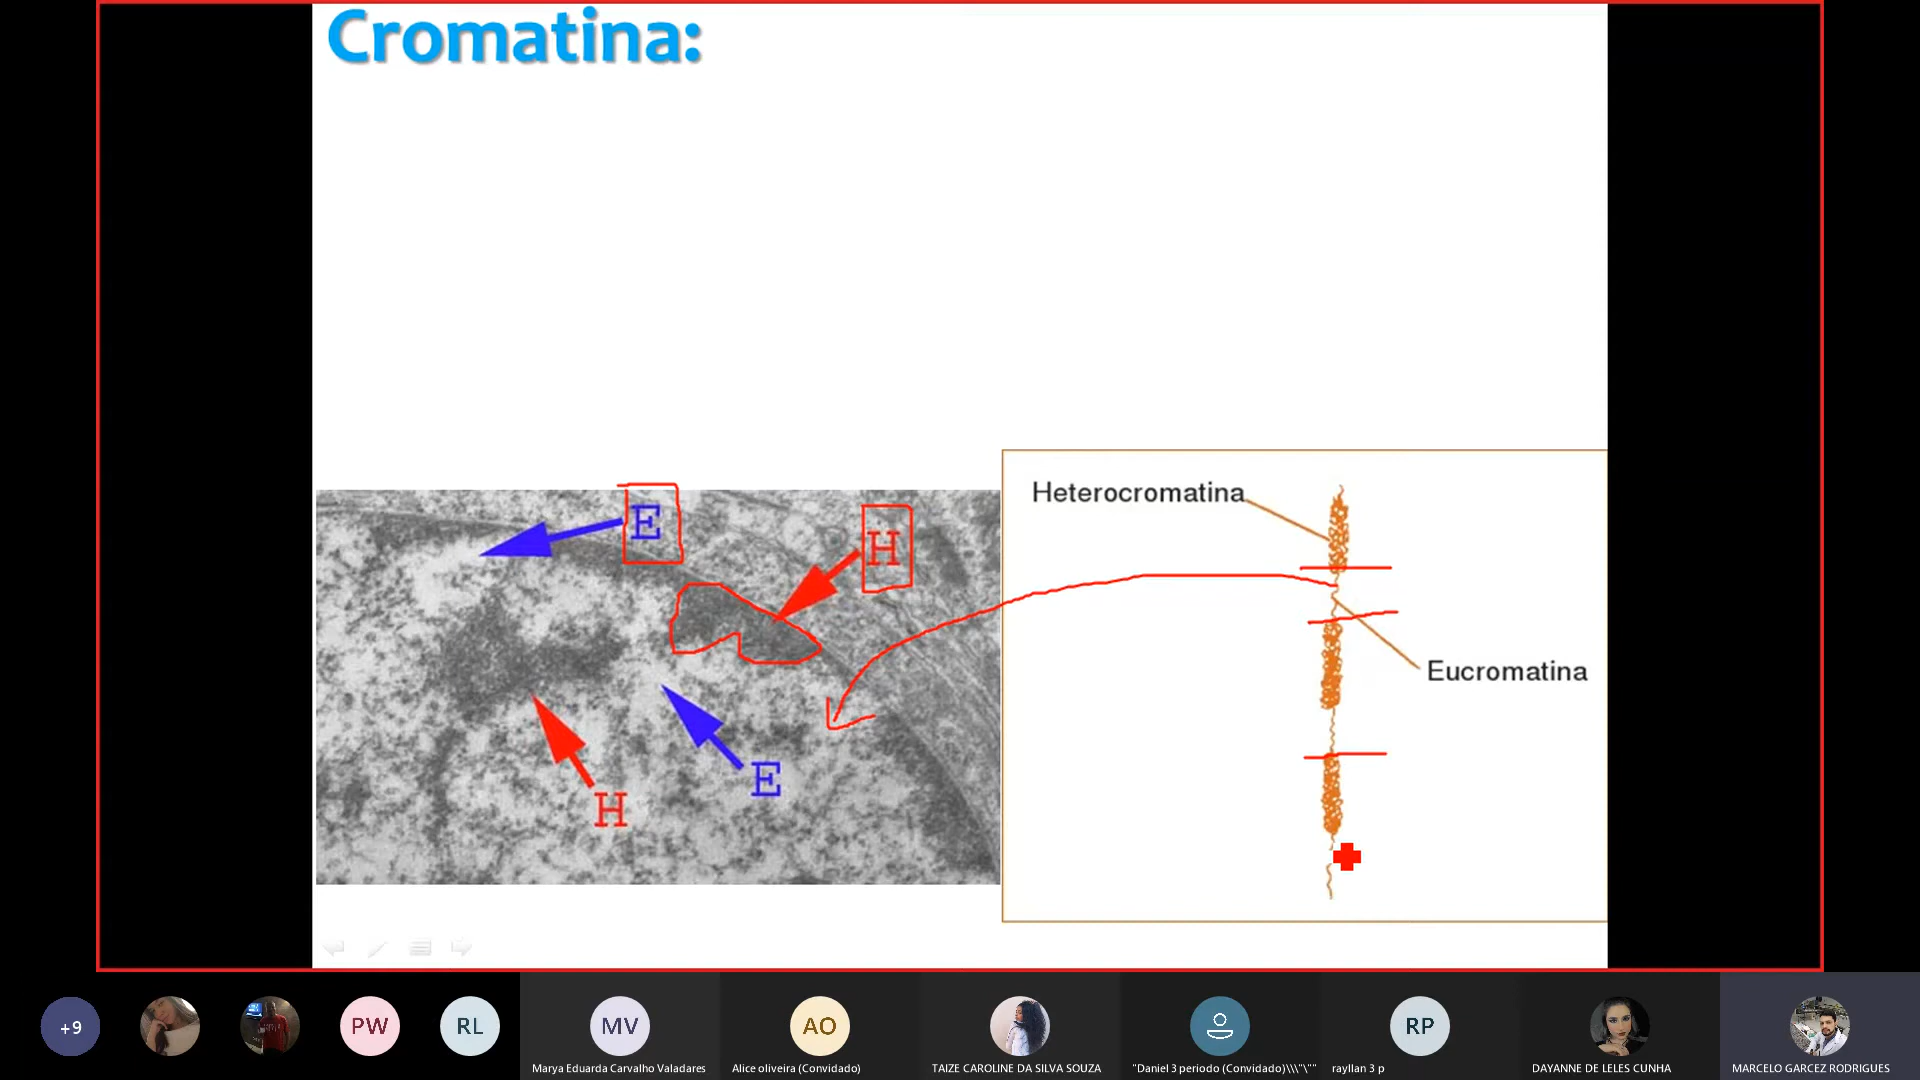 Cromatina:
E
H
E
H
Heterocromatina
Eucromatina
+9
PW
RL
MV
AO
RP
Marya Eduarda Carvalho Valadares
Alice oliveira (Convidado)
TAIZE CAROLINE DA SILVA SOUZA
"Daniel 3 periodo (Convidado)\\\"\""
rayllan 3 p
DAYANNE DE LELES CUNHA
MARCELO GARCEZ RODRIGUES